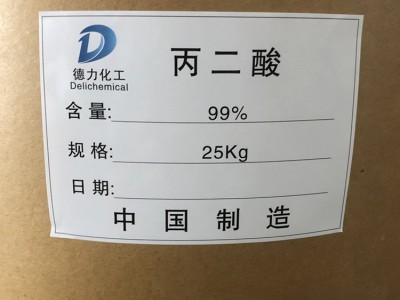 德力化工
Delichemical
丙二酸
含量: 99%
规格: 25Kg
日期:
中国制造